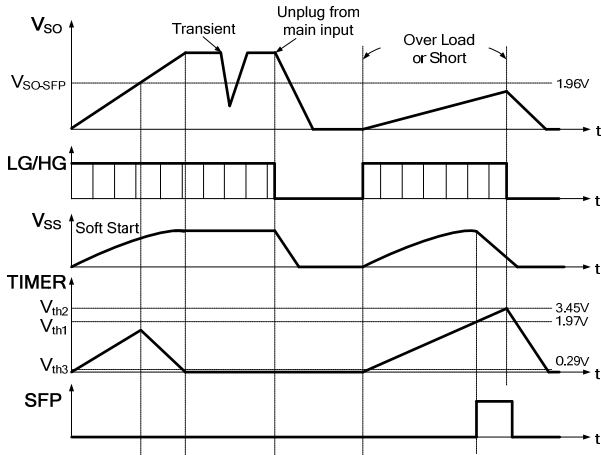 VSO
Transient
Unplug from
main input
Over Load
or Short
VSO-SFP
1.96V
t
LG/HG
t
VSS
Soft Start
t
TIMER
Vth2
3.45V
Vth1
1.97V
Vth3
0.29V
t
SFP
t